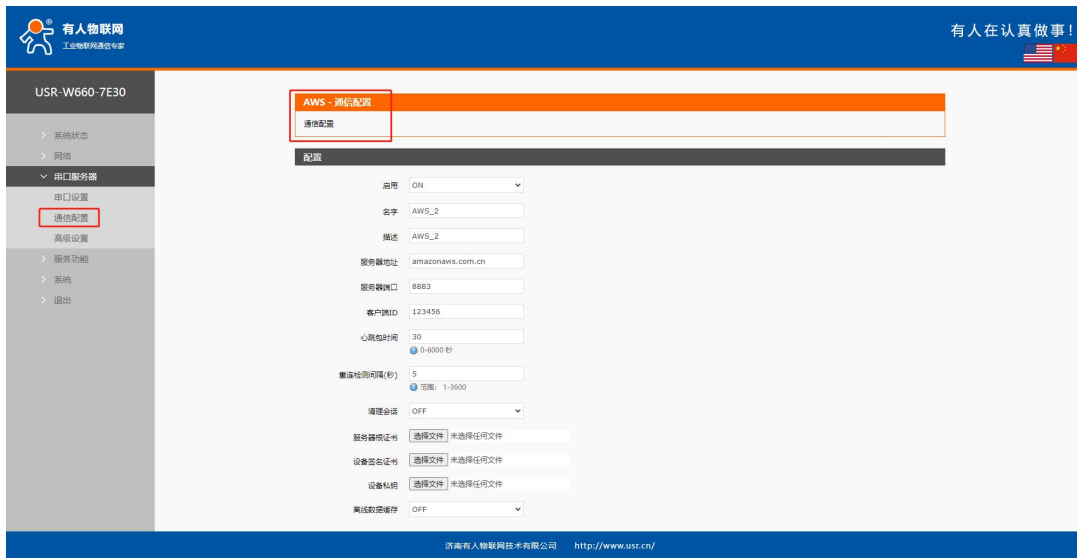 有人物联网
工业物联网通信专家
有人在认真做事!
USR-W660-7E30
系统状态
网络
串口服务器
串口设置
通信配置
高级设置
服务功能
系统
退出
AWS - 通信配置
通信配置
配置
启用 ON
名字 AWS_2
描述 AWS_2
服务器地址 amazonaws.com.cn
服务器端口 8883
客户端ID 123456
心跳包时间 30
0-6000 秒
重连检测间隔(秒) 5
范围: 1-3600
清理会话 OFF
服务器根证书 选择文件 未选择任何文件
设备签名证书 选择文件 未选择任何文件
设备私钥 选择文件 未选择任何文件
离线数据缓存 OFF
济南有人物联网技术有限公司 http://www.usr.cn/